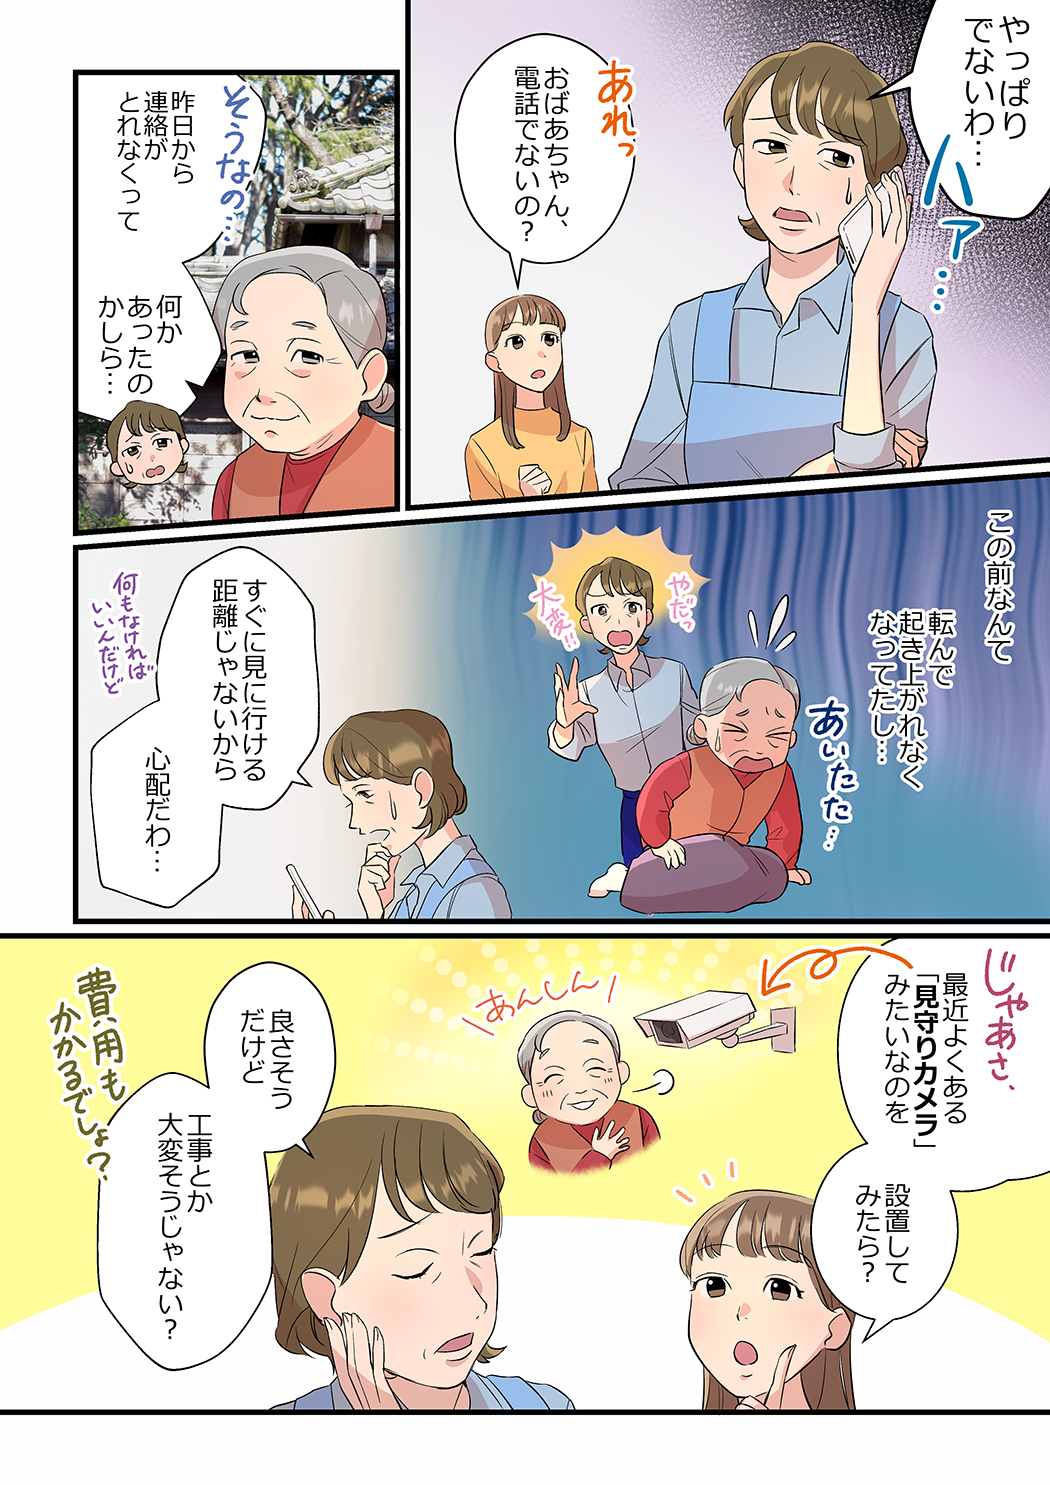 やっぱり
でないわ…
ハァ…
あれっ
おばあちゃん、
電話でないの？
そうなの…
昨日から
連絡が
とれなくって
何か
あったの
かしら…
この前なんて
転んで
起き上がれなく
なってたし…
やだっ
大変!!
あいたた…
すぐに見に行ける
距離じゃないから
心配だわ…
何もなければ
いいんだけど
じゃあさ、
最近よくある
「見守りカメラ」
みたいなのを
設置して
みたら？
あんしん
良さそう
だけど
工事とか
大変そうじゃない？
費用も
かかるでしょ？